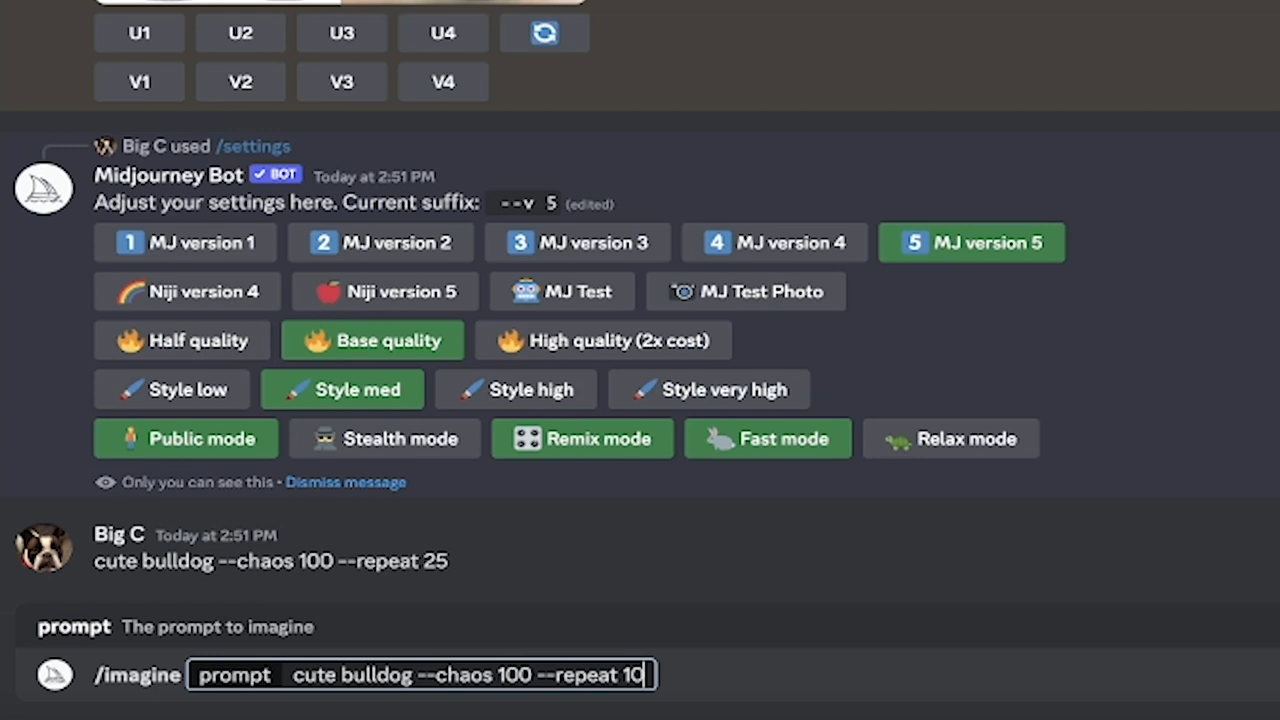 U1 U2 U3 U4
V1 V2 V3 V4
Big C used /settings
Midjourney Bot ✓ BOT Today at 2:51 PM
Adjust your settings here. Current suffix: --v 5 (edited)
1 MJ version 1 2 MJ version 2 3 MJ version 3 4 MJ version 4 5 MJ version 5
Niji version 4 Niji version 5 MJ Test MJ Test Photo
Half quality Base quality High quality (2x cost)
Style low Style med Style high Style very high
Public mode Stealth mode Remix mode Fast mode Relax mode
Only you can see this • Dismiss message
Big C Today at 2:51 PM
cute bulldog --chaos 100 --repeat 25
prompt The prompt to imagine
/imagine prompt cute bulldog --chaos 100 --repeat 10